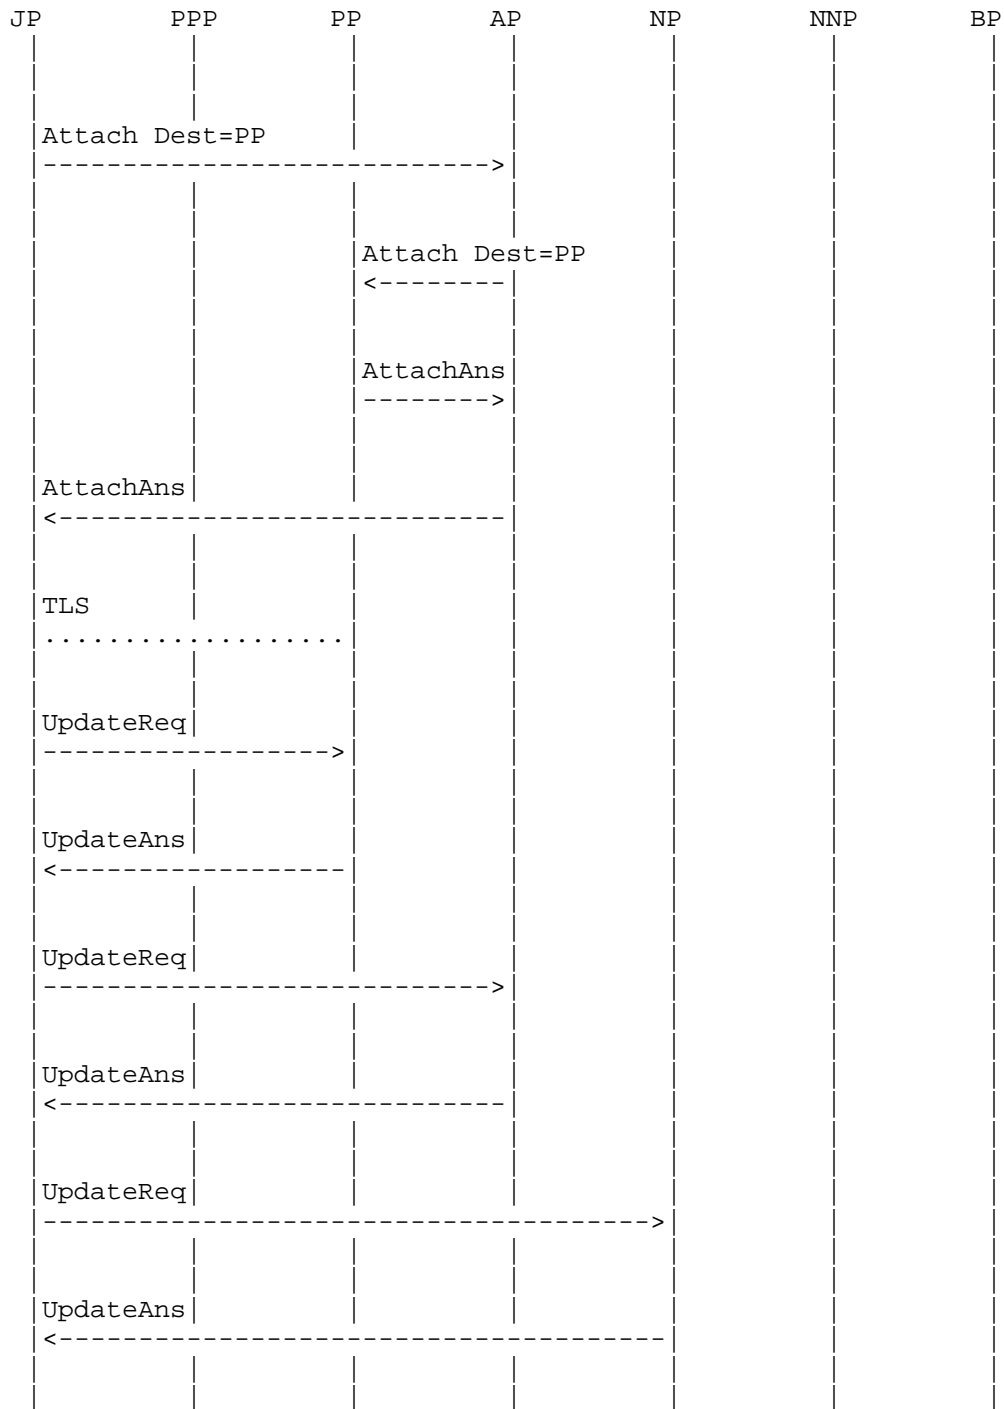 JP PPP PP AP NP NNP BP
Attach Dest=PP
Attach Dest=PP
AttachAns
AttachAns
TLS
UpdateReq
UpdateAns
UpdateReq
UpdateAns
UpdateReq
UpdateAns